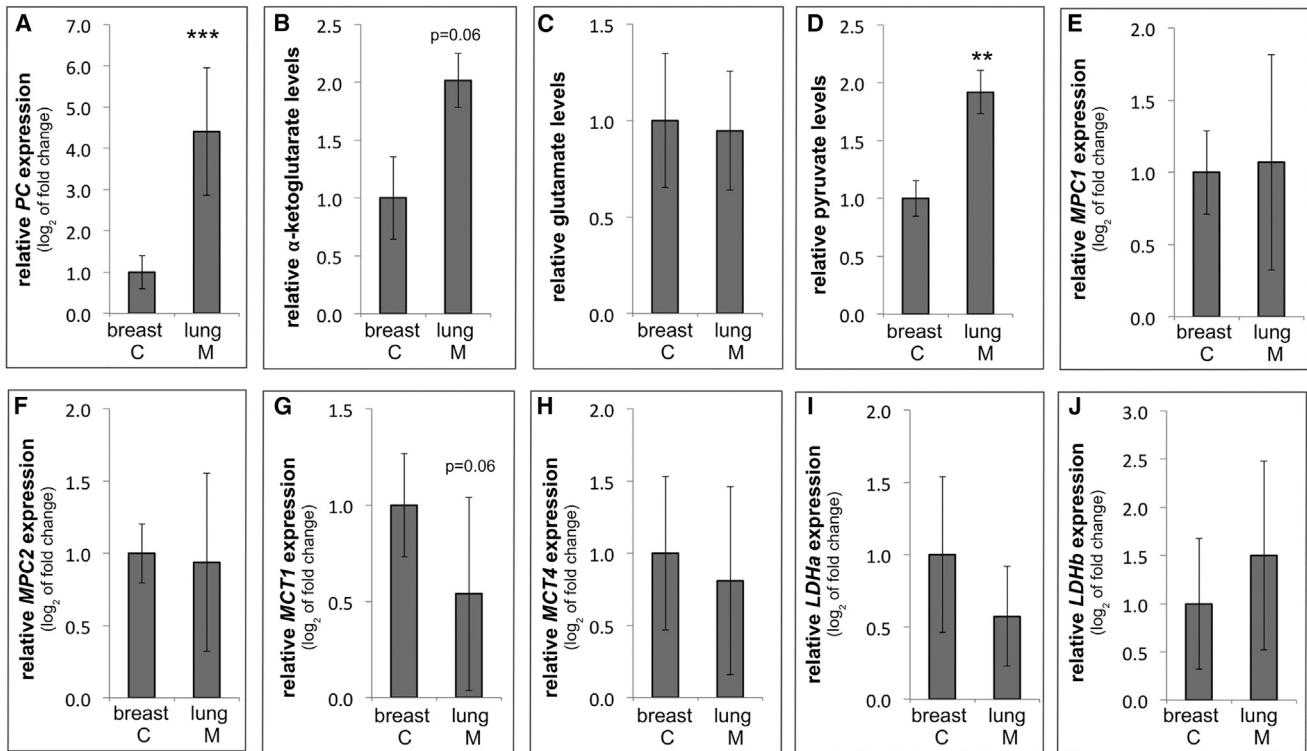 A
relative PC expression
(log2 of fold change)
6.0
5.0
4.0
3.0
2.0
1.0
0.0
***
breast
C
lung
M
B
relative α-ketoglutarate levels
2.5
2.0
1.5
1.0
0.5
0.0
p=0.06
breast
C
lung
M
C
relative glutamate levels
1.5
1.0
0.5
0.0
breast
C
lung
M
D
relative pyruvate levels
2.5
2.0
1.5
1.0
0.5
0.0
**
breast
C
lung
M
E
relative MPC1 expression
(log2 of fold change)
2.0
1.5
1.0
0.5
0.0
breast
C
lung
M
F
relative MPC2 expression
(log2 of fold change)
2.0
1.5
1.0
0.5
0.0
breast
C
lung
M
G
relative MCT1 expression
(log2 of fold change)
1.5
1.0
0.5
0.0
p=0.06
breast
C
lung
M
H
relative MCT4 expression
(log2 of fold change)
2.0
1.5
1.0
0.5
0.0
breast
C
lung
M
I
relative LDHa expression
(log2 of fold change)
2.0
1.5
1.0
0.5
0.0
breast
C
lung
M
J
relative LDHb expression
(log2 of fold change)
3.0
2.5
2.0
1.5
1.0
0.5
0.0
breast
C
lung
M